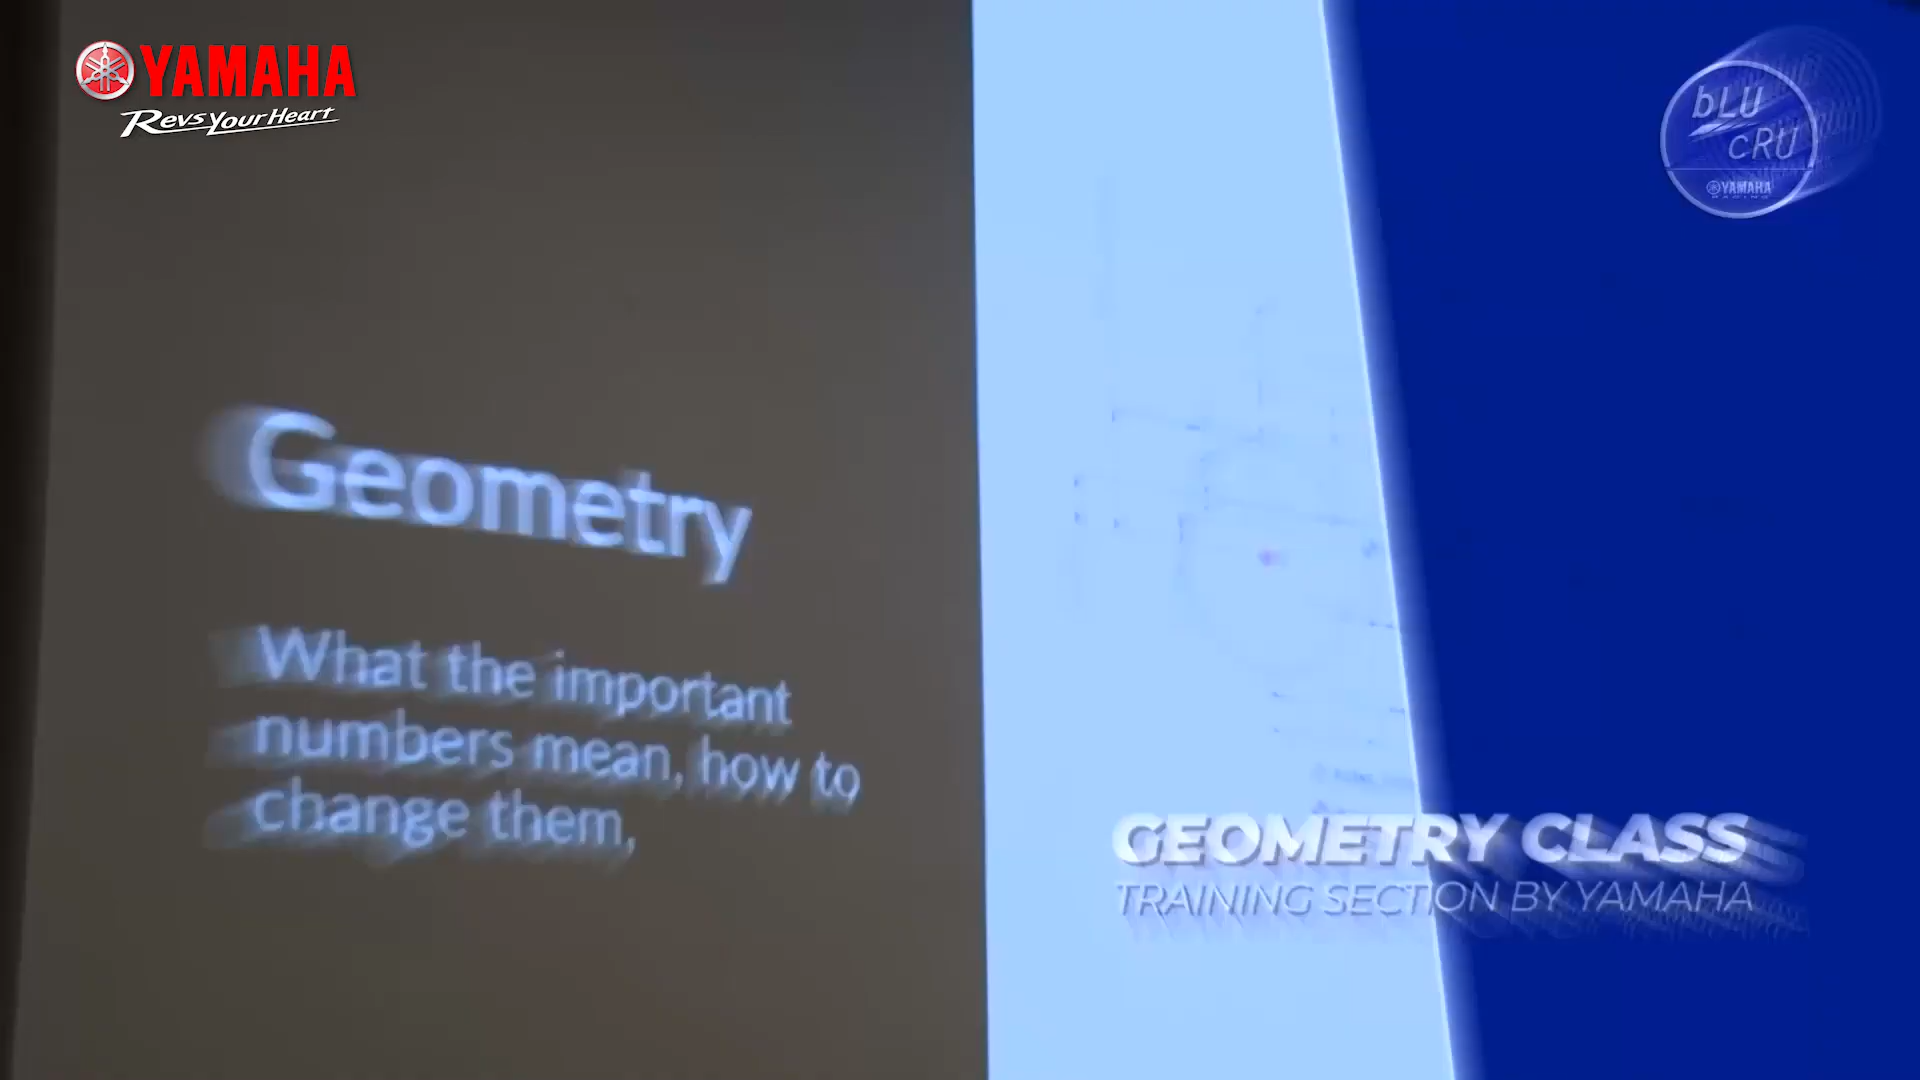 YAMAHA
Revs Your Heart
bLU
cRU
YAMAHA
Geometry
What the important
numbers mean, how to
change them,
GEOMETRY CLASS
TRAINING SECTION BY YAMAHA